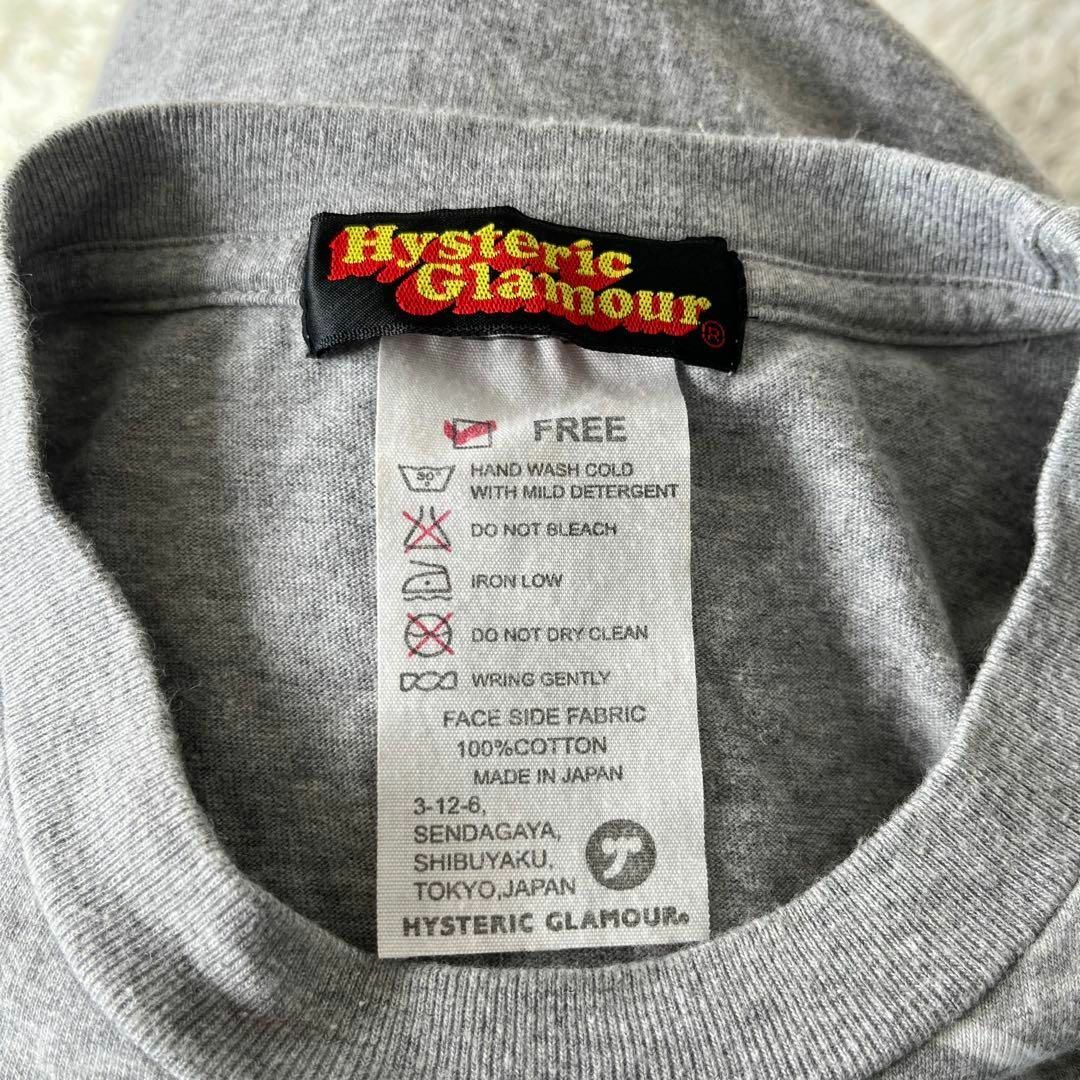 Hysteric
Glamour®
FREE
HAND WASH COLD
WITH MILD DETERGENT
DO NOT BLEACH
IRON LOW
DO NOT DRY CLEAN
WRING GENTLY
FACE SIDE FABRIC
100%COTTON
MADE IN JAPAN
3-12-6,
SENDAGAYA,
SHIBUYAKU,
TOKYO,JAPAN
HYSTERIC GLAMOUR®